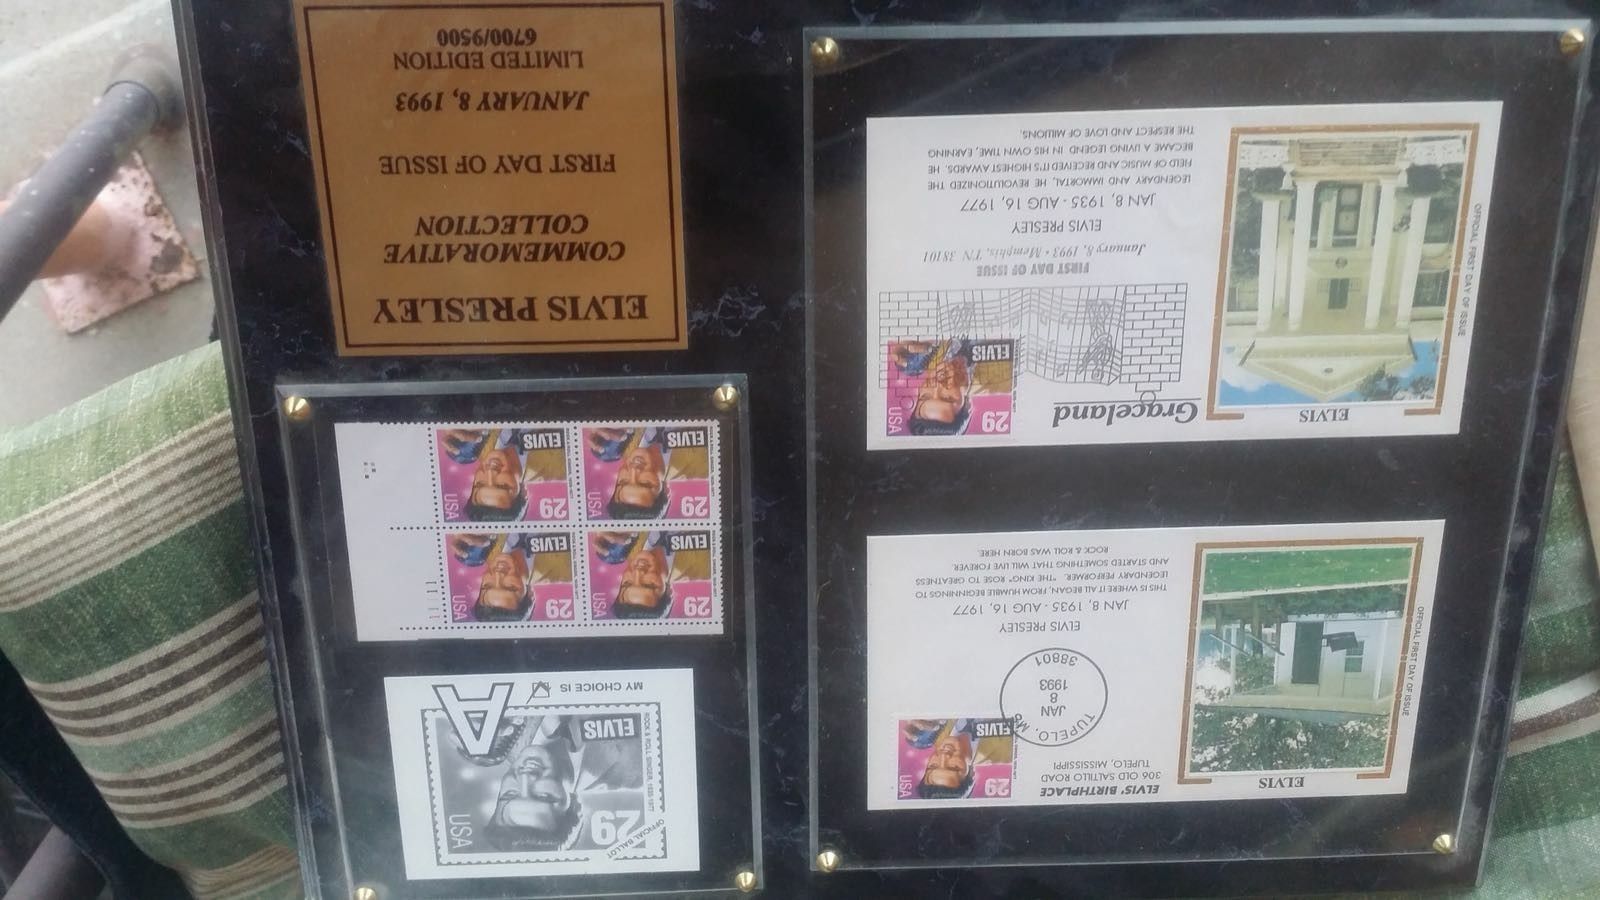 ELVIS
OFFICIAL FIRST DAY OF ISSUE
ELVIS' BIRTHPLACE
306 OLD SALTILLO ROAD
TUPELO, MISSISSIPPI
TUPELO, MS
JAN
8
1993
38801
29
USA
ELVIS
ELVIS PRESLEY
JAN 8, 1935 - AUG 16, 1977
THIS IS WHERE IT ALL BEGAN, FROM HUMBLE BEGINNINGS TO
LEGENDARY PERFORMER. "THE KING" ROSE TO GREATNESS
AND STARTED SOMETHING THAT WILL LIVE FOREVER.
ROCK & ROLL WAS BORN HERE.
ELVIS
OFFICIAL FIRST DAY OF ISSUE
Graceland
29
USA
ELVIS
FIRST DAY OF ISSUE
January 8, 1993 • Memphis, TN 38101
ELVIS PRESLEY
JAN 8, 1935 - AUG 16, 1977
LEGENDARY AND IMMORTAL, HE REVOLUTIONIZED THE
FIELD OF MUSIC AND RECEIVED IT'S HIGHEST AWARDS. HE
BECAME A LIVING LEGEND IN HIS OWN TIME, EARNING
THE RESPECT AND LOVE OF MILLIONS.
OFFICIAL BALLOT
29
USA
ROCK & ROLL SINGER, 1935-1977
ELVIS
A
MY CHOICE IS
29
USA
ELVIS
29
USA
ELVIS
11111
29
USA
ELVIS
29
USA
ELVIS
ELVIS PRESLEY
COMMEMORATIVE
COLLECTION
FIRST DAY OF ISSUE
JANUARY 8, 1993
LIMITED EDITION
6700/9500